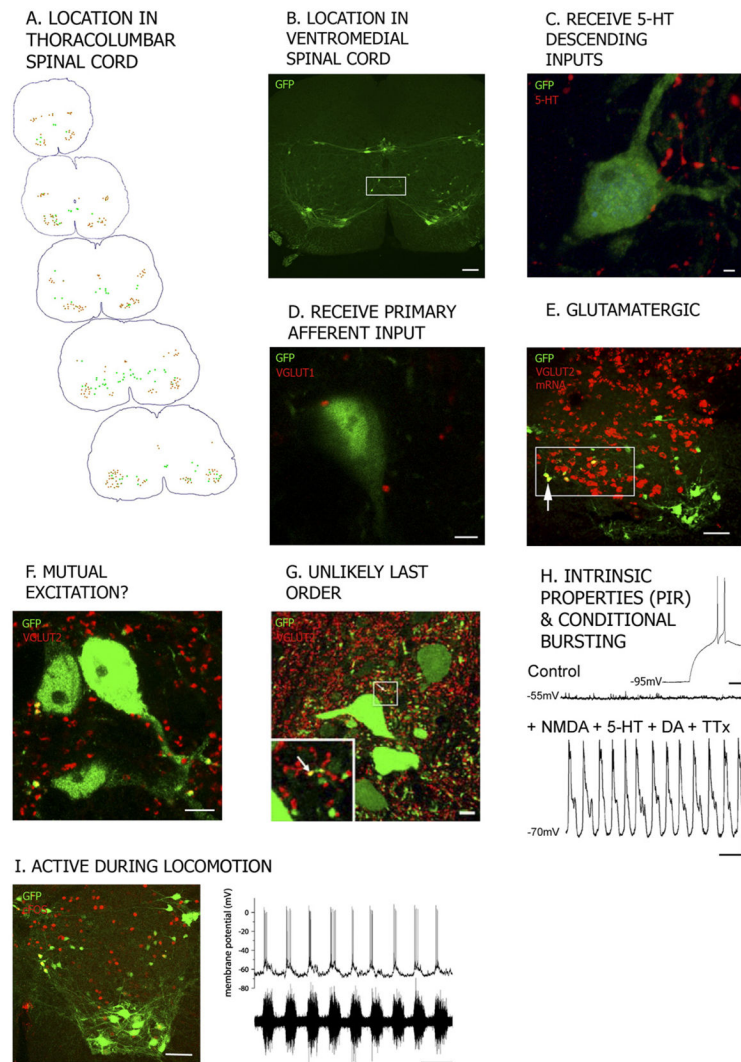 A. LOCATION IN
THORACOLUMBAR
SPINAL CORD
B. LOCATION IN
VENTROMEDIAL
SPINAL CORD
GFP
C. RECEIVE 5-HT
DESCENDING
INPUTS
GFP
5-HT
D. RECEIVE PRIMARY
AFFERENT INPUT
GFP
VGLUT1
E. GLUTAMATERGIC
GFP
VGLUT2
mRNA
F. MUTUAL
EXCITATION?
GFP
VGLUT2
G. UNLIKELY LAST
ORDER
GFP
VGLUT2
H. INTRINSIC
PROPERTIES (PIR)
& CONDITIONAL
BURSTING
Control
-95mV
-55mV
+ NMDA + 5-HT + DA + TTx
-70mV
I. ACTIVE DURING LOCOMOTION
GFP
membrane potential (mV)
0
-20
-40
-60
-80